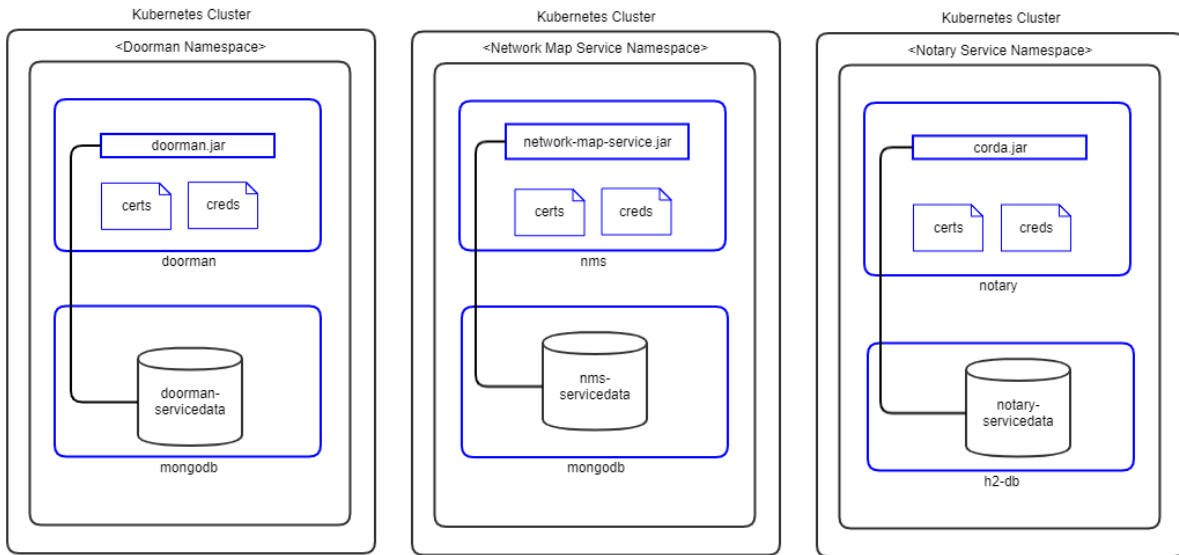 Kubernetes Cluster
<Doorman Namespace>
doorman.jar
certs
creds
doorman
doorman-
servicedata
mongodb
Kubernetes Cluster
<Network Map Service Namespace>
network-map-service.jar
certs
creds
nms
nms-
servicedata
mongodb
Kubernetes Cluster
<Notary Service Namespace>
corda.jar
certs
creds
notary
notary-
servicedata
h2-db